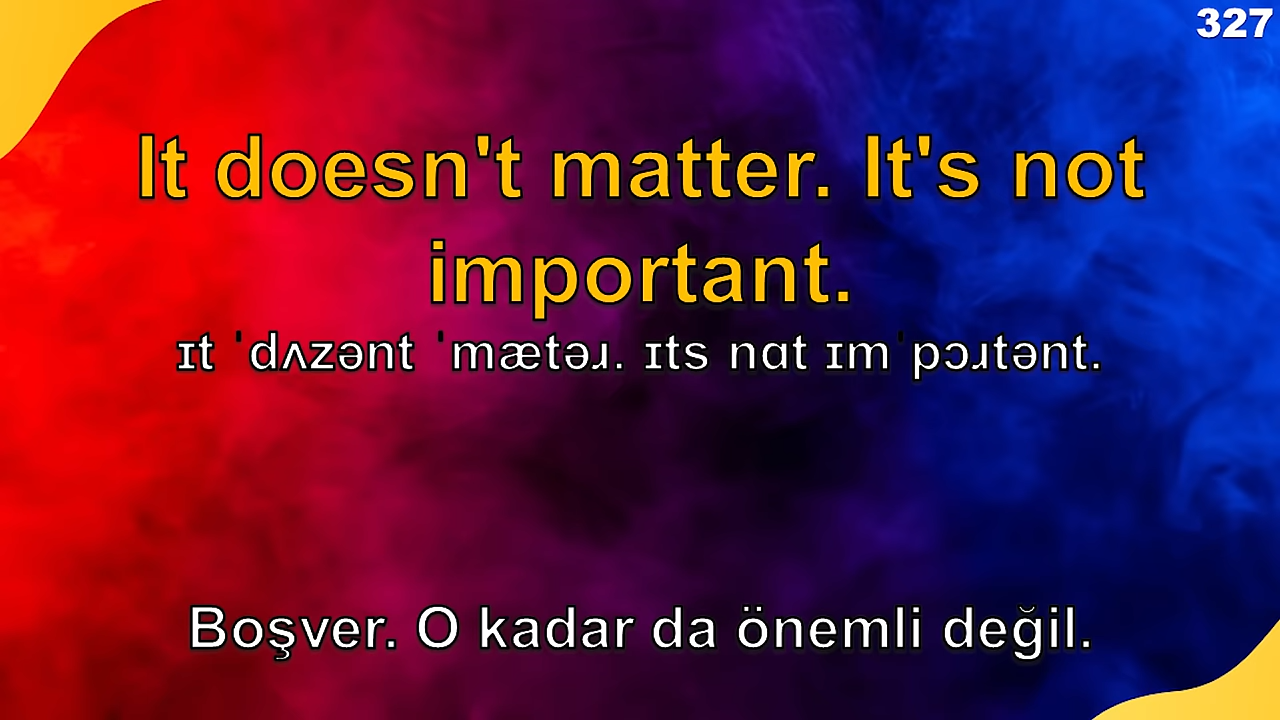 327
It doesn't matter. It's not
important.
ɪt ˈdʌzənt ˈmætəɹ. ɪts nɑt ɪmˈpɔɹtənt.
Boşver. O kadar da önemli değil.